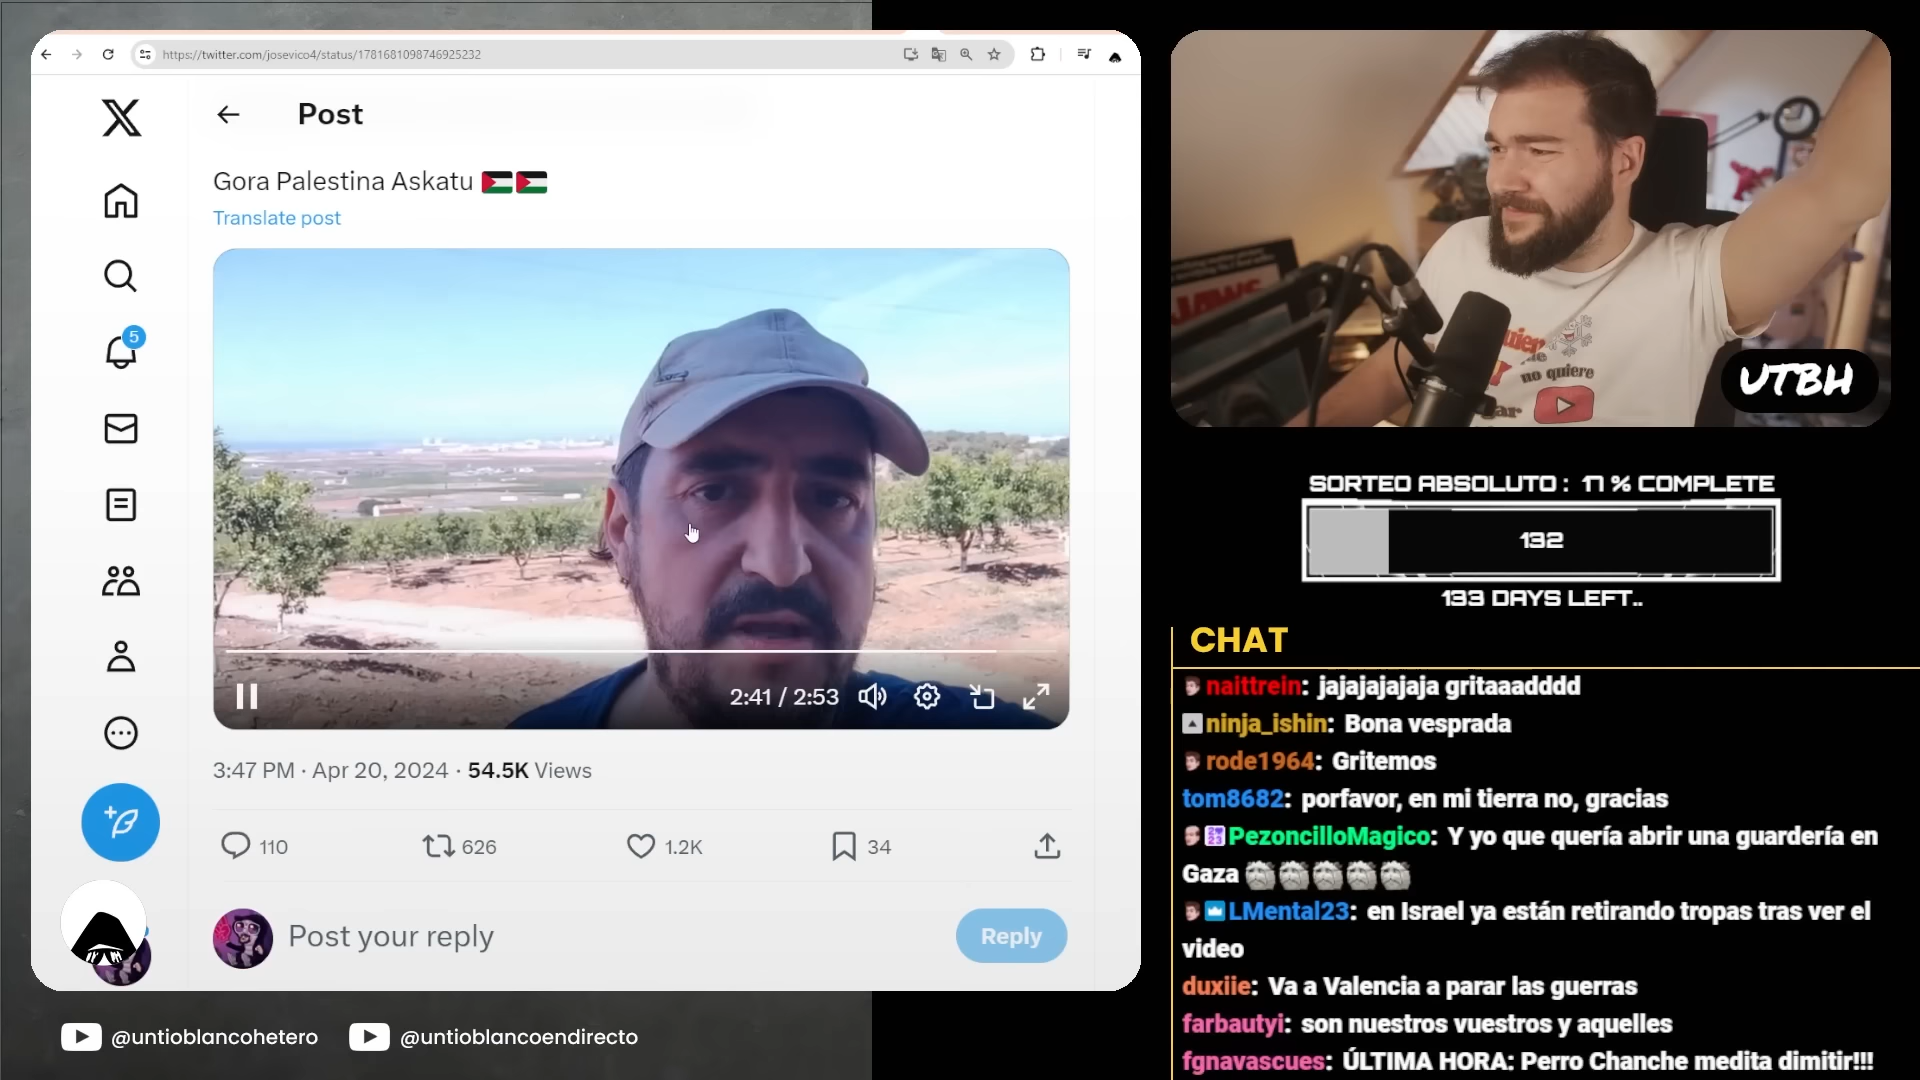 https://twitter.com/josevico4/status/1781681098746925232
Post
Gora Palestina Askatu
Translate post
5
2:41 / 2:53
3:47 PM · Apr 20, 2024 · 54.5K Views
110
626
1.2K
34
Post your reply
Reply
@untioblancohetero
@untioblancoendirecto
JAWS
no quiere
UTBH
SORTEO ABSOLUTO : 17 % COMPLETE
132
133 DAYS LEFT..
CHAT
naittrein: jajajajajaja gritaaadddd
ninja_ishin: Bona vesprada
rode1964: Gritemos
tom8682: porfavor, en mi tierra no, gracias
PezoncilloMagico: Y yo que quería abrir una guardería en
Gaza
LMental23: en Israel ya están retirando tropas tras ver el
video
duxiie: Va a Valencia a parar las guerras
farbautyi: son nuestros vuestros y aquelles
fgnavascues: ÚLTIMA HORA: Perro Chanche medita dimitir!!!